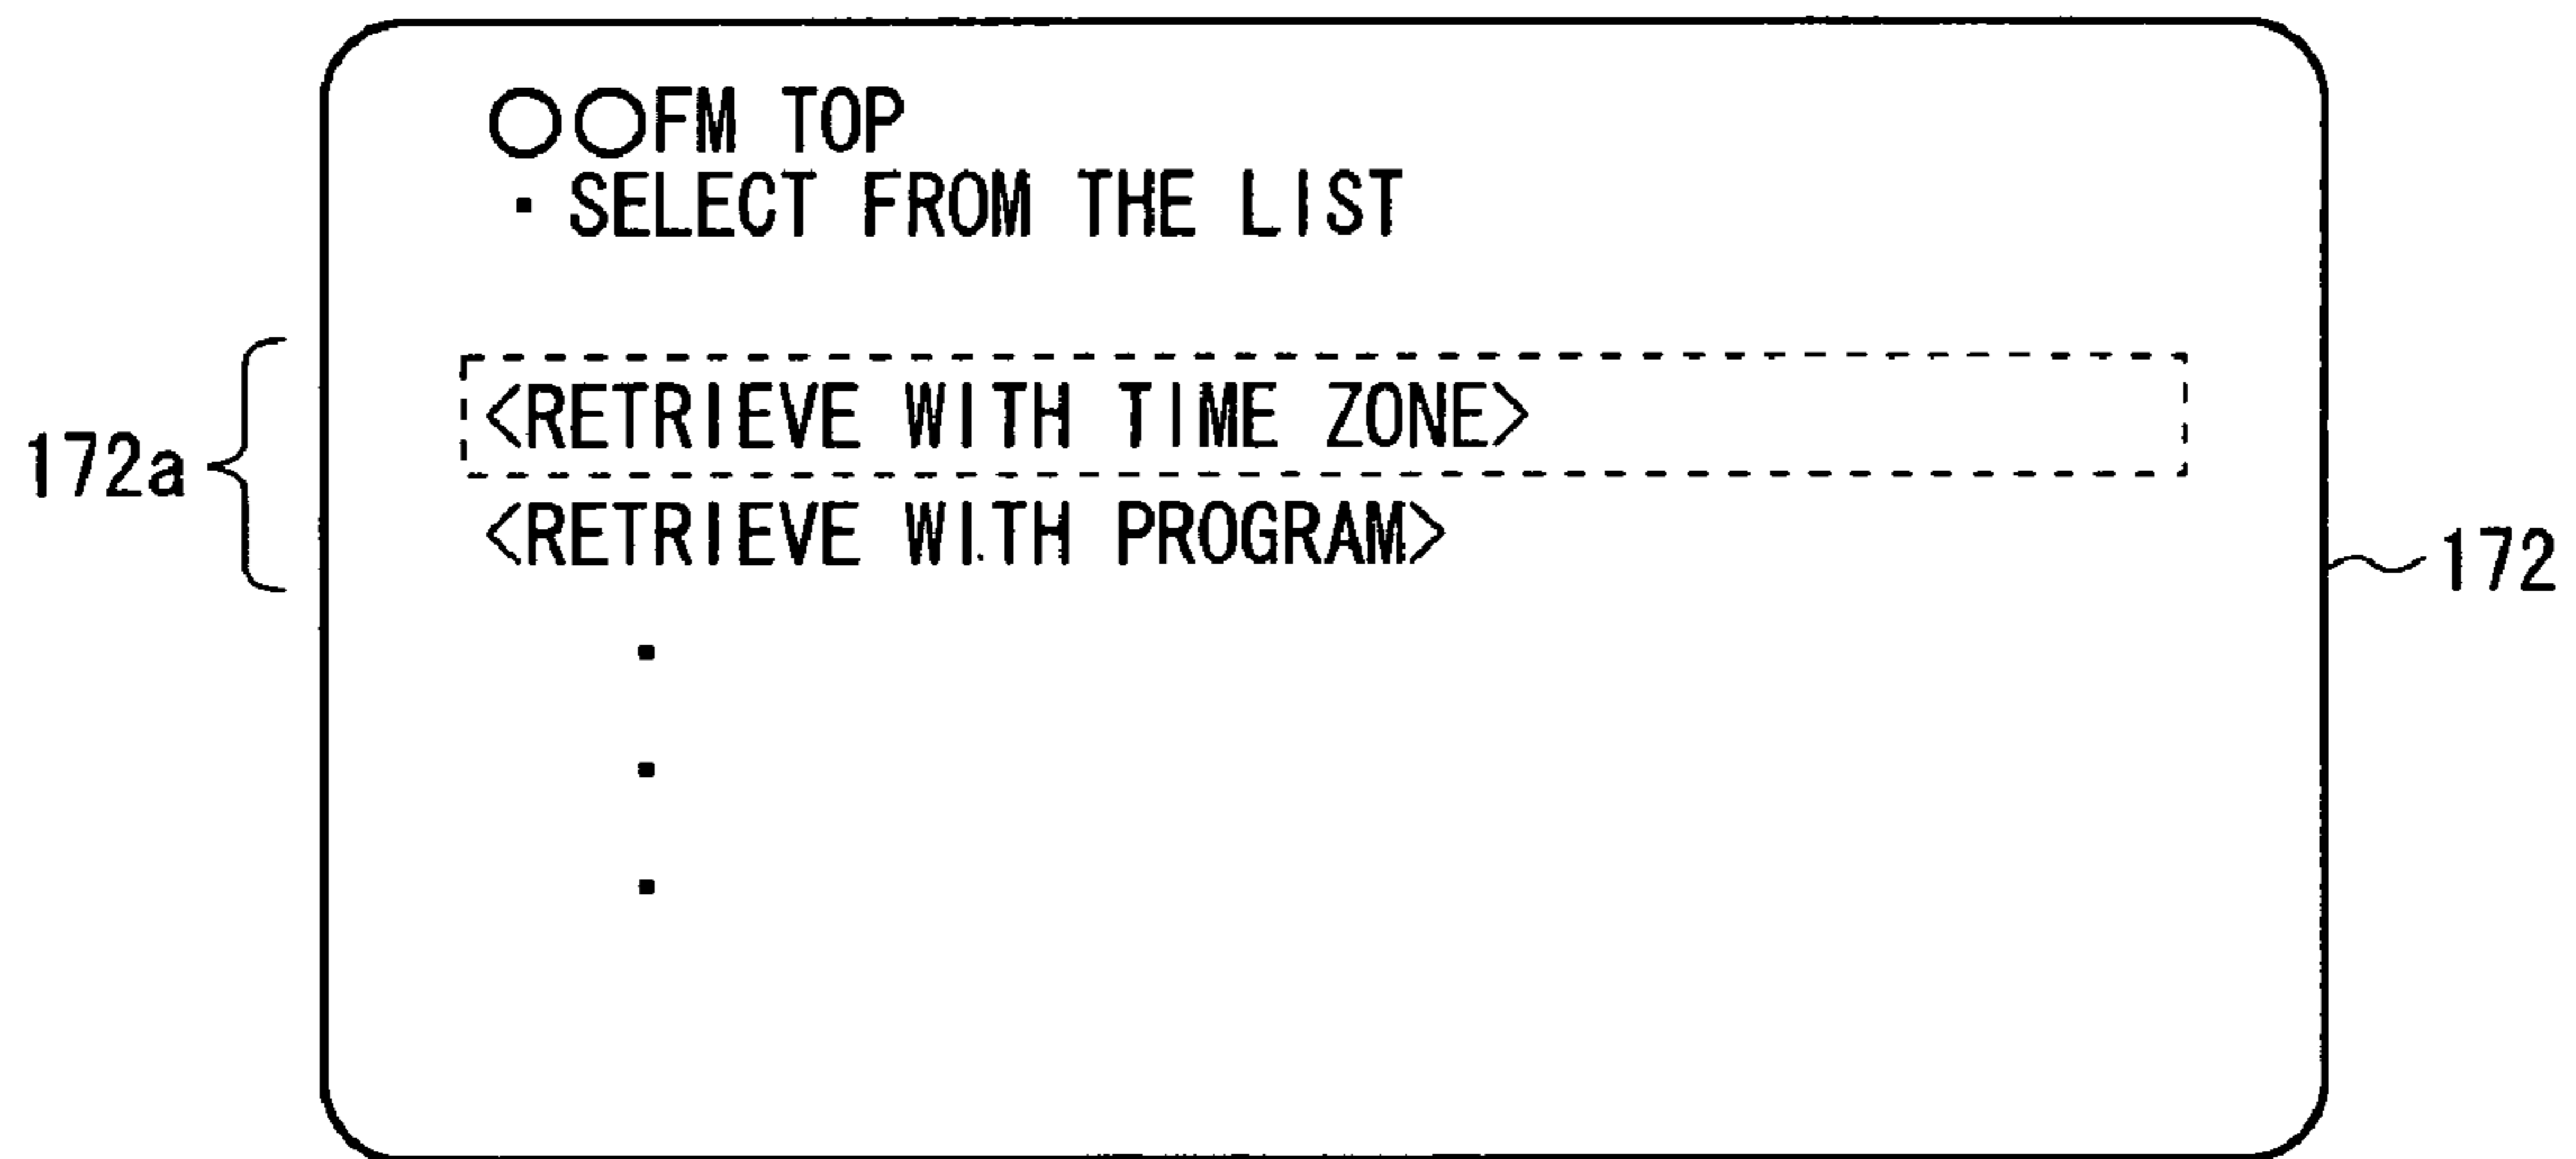 ○○FM TOP
・SELECT FROM THE LIST
172a
<RETRIEVE WITH TIME ZONE>
<RETRIEVE WITH PROGRAM>
172